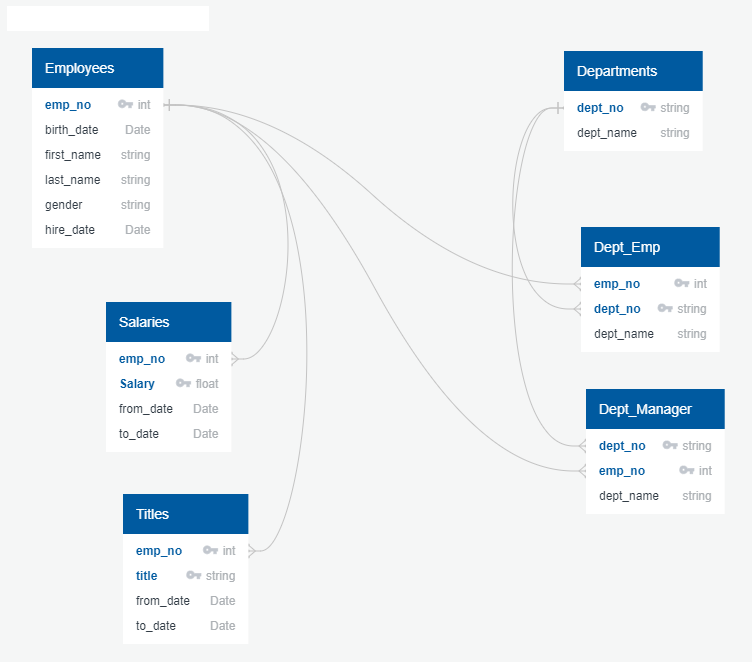 Employees
emp_no int
birth_date Date
first_name string
last_name string
gender string
hire_date Date
Departments
dept_no string
dept_name string
Dept_Emp
emp_no int
dept_no string
dept_name string
Salaries
emp_no int
Salary float
from_date Date
to_date Date
Dept_Manager
dept_no string
emp_no int
dept_name string
Titles
emp_no int
title string
from_date Date
to_date Date